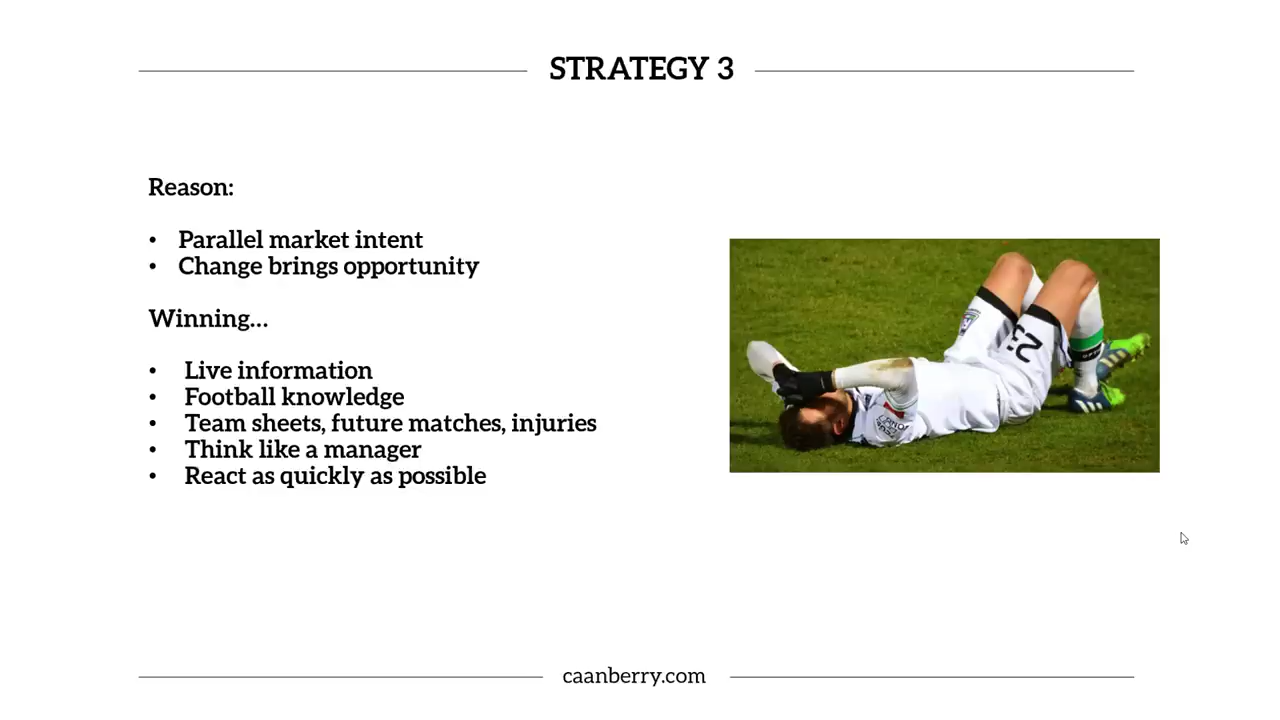 STRATEGY 3
Reason:
• Parallel market intent
• Change brings opportunity
Winning...
• Live information
• Football knowledge
• Team sheets, future matches, injuries
• Think like a manager
• React as quickly as possible
23
caanberry.com